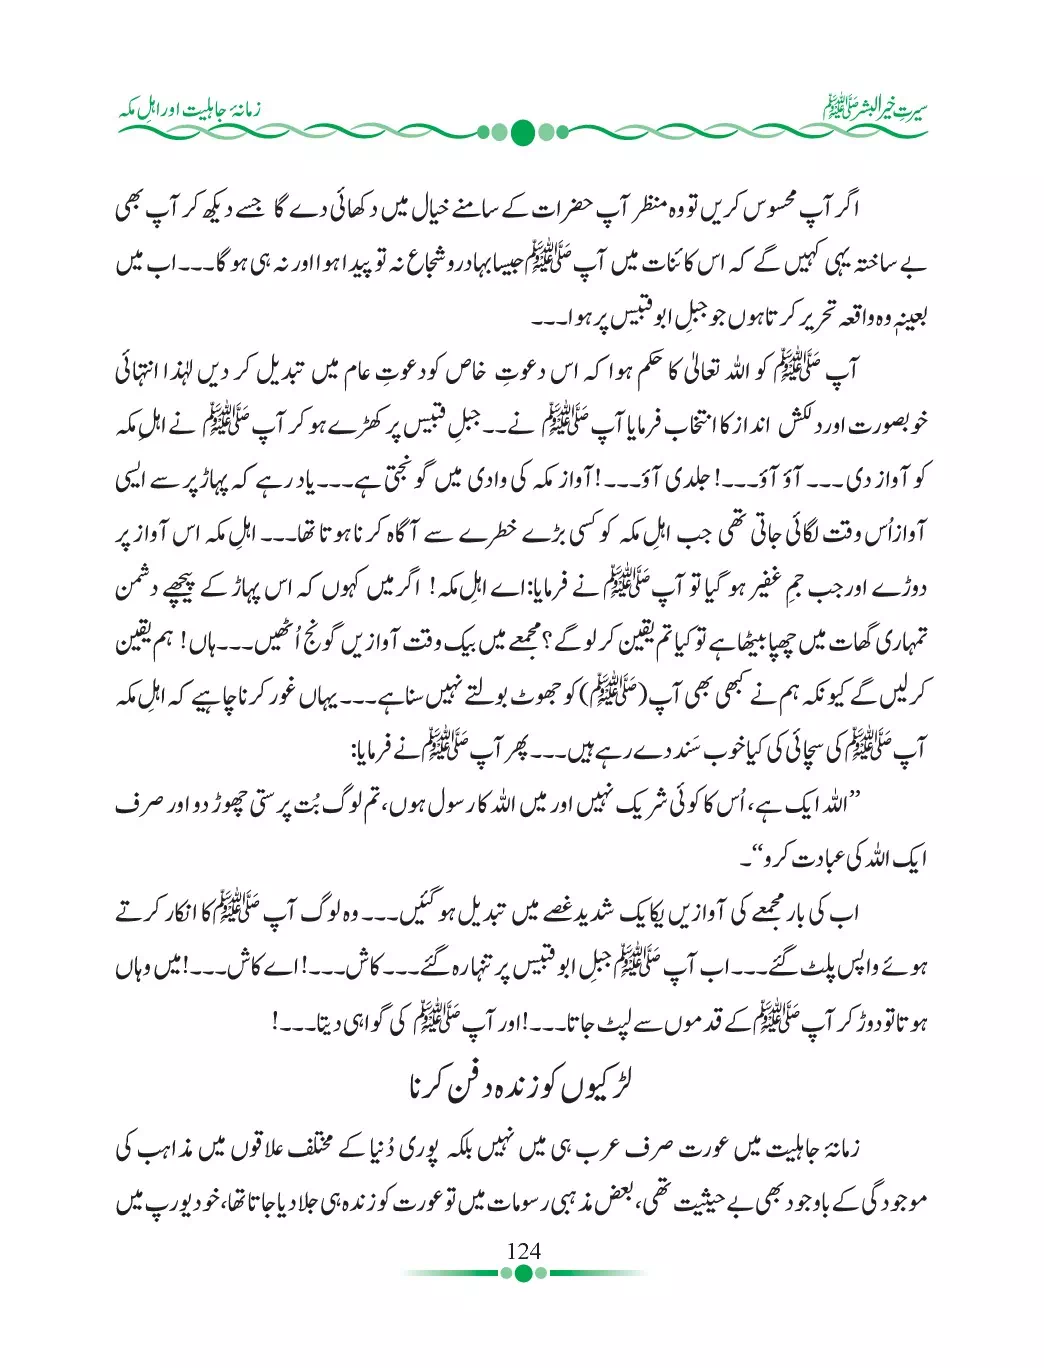 سیرتِ خیر البشر ﷺ
زمانۂ جاہلیت اور اہلِ مکہ
اگر آپ محسوس کریں تو وہ منظر آپ حضرات کے سامنے خیال میں دکھائی دے گا جسے دیکھ کر آپ بھی
بے ساختہ یہی کہیں گے کہ اس کائنات میں آپ ﷺ جیسا بہادر و شجاع نہ تو پیدا ہوا اور نہ ہی ہو گا۔۔۔ اب میں
بعینہٖ وہ واقعہ تحریر کرتا ہوں جو جبلِ ابو قبیس پر ہوا۔۔۔
آپ ﷺ کو اللہ تعالٰی کا حکم ہوا کہ اس دعوتِ خاص کو دعوتِ عام میں تبدیل کر دیں لہٰذا انتہائی
خوبصورت اور دلکش انداز کا انتخاب فرمایا آپ ﷺ نے۔۔ جبلِ قبیس پر کھڑے ہو کر آپ ﷺ نے اہلِ مکہ
کو آواز دی۔۔۔ آؤ آؤ۔۔۔! جلدی آؤ۔۔۔! آواز مکہ کی وادی میں گونجتی ہے۔۔۔ یاد رہے کہ پہاڑ پر سے ایسی
آواز اُس وقت لگائی جاتی تھی جب اہلِ مکہ کو کسی بڑے خطرے سے آگاہ کرنا ہوتا تھا۔۔۔ اہلِ مکہ اس آواز پر
دوڑے اور جب جمِ غفیر ہو گیا تو آپ ﷺ نے فرمایا: اے اہلِ مکہ! اگر میں کہوں کہ اس پہاڑ کے پیچھے دشمن
تمہاری گھات میں چھپا بیٹھا ہے تو کیا تم یقین کر لو گے؟ مجمعے میں بیک وقت آوازیں گونج اُٹھیں۔۔۔ ہاں! ہم یقین
کر لیں گے کیونکہ ہم نے کبھی بھی آپ (ﷺ) کو جھوٹ بولتے نہیں سنا ہے۔۔۔ یہاں غور کرنا چاہیے کہ اہلِ مکہ
آپ ﷺ کی سچائی کی کیا خوب سَند دے رہے ہیں۔۔۔ پھر آپ ﷺ نے فرمایا:
”اللہ ایک ہے، اُس کا کوئی شریک نہیں اور میں اللہ کا رسول ہوں، تم لوگ بُت پرستی چھوڑ دو اور صرف
ایک اللہ کی عبادت کرو“۔
اب کی بار مجمعے کی آوازیں یکایک شدید غصے میں تبدیل ہو گئیں۔۔۔ وہ لوگ آپ ﷺ کا انکار کرتے
ہوئے واپس پلٹ گئے۔۔۔ اب آپ ﷺ جبلِ ابو قبیس پر تنہا رہ گئے۔۔۔ کاش۔۔۔! اے کاش۔۔۔! میں وہاں
ہوتا تو دوڑ کر آپ ﷺ کے قدموں سے لپٹ جاتا۔۔۔! اور آپ ﷺ کی گواہی دیتا۔۔۔!
لڑکیوں کو زندہ دفن کرنا
زمانۂ جاہلیت میں عورت صرف عرب ہی میں نہیں بلکہ پوری دُنیا کے مختلف علاقوں میں مذاہب کی
موجودگی کے باوجود بھی بے حیثیت تھی، بعض مذہبی رسومات میں تو عورت کو زندہ ہی جلا دیا جاتا تھا، خود یورپ میں
124